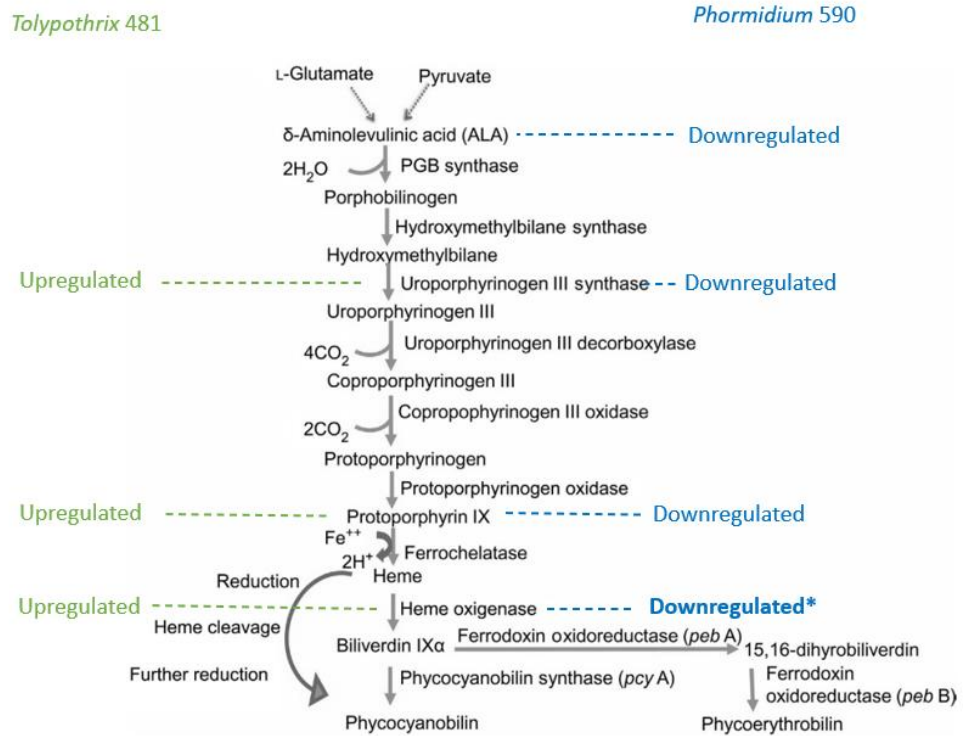 Tolypothrix 481
Phormidium 590
L-Glutamate
Pyruvate
δ-Aminolevulinic acid (ALA)
Downregulated
2H2O
PGB synthase
Porphobilinogen
Hydroxymethylbilane synthase
Hydroxymethylbilane
Upregulated
Uroporphyrinogen III synthase
Downregulated
Uroporphyrinogen III
Uroporphyrinogen III decorboxylase
4CO2
Coproporphyrinogen III
Copropophyrinogen III oxidase
2CO2
Protoporphyrinogen
Protoporphyrinogen oxidase
Upregulated
Protoporphyrin IX
Downregulated
Fe++
2H+
Ferrochelatase
Heme
Reduction
Upregulated
Heme oxigenase
Downregulated*
Heme cleavage
Biliverdin IXα
Ferrodoxin oxidoreductase (peb A)
15,16-dihyrobiliverdin
Further reduction
Phycocyanobilin synthase (pcy A)
Ferrodoxin
oxidoreductase (peb B)
Phycocyanobilin
Phycoerythrobilin